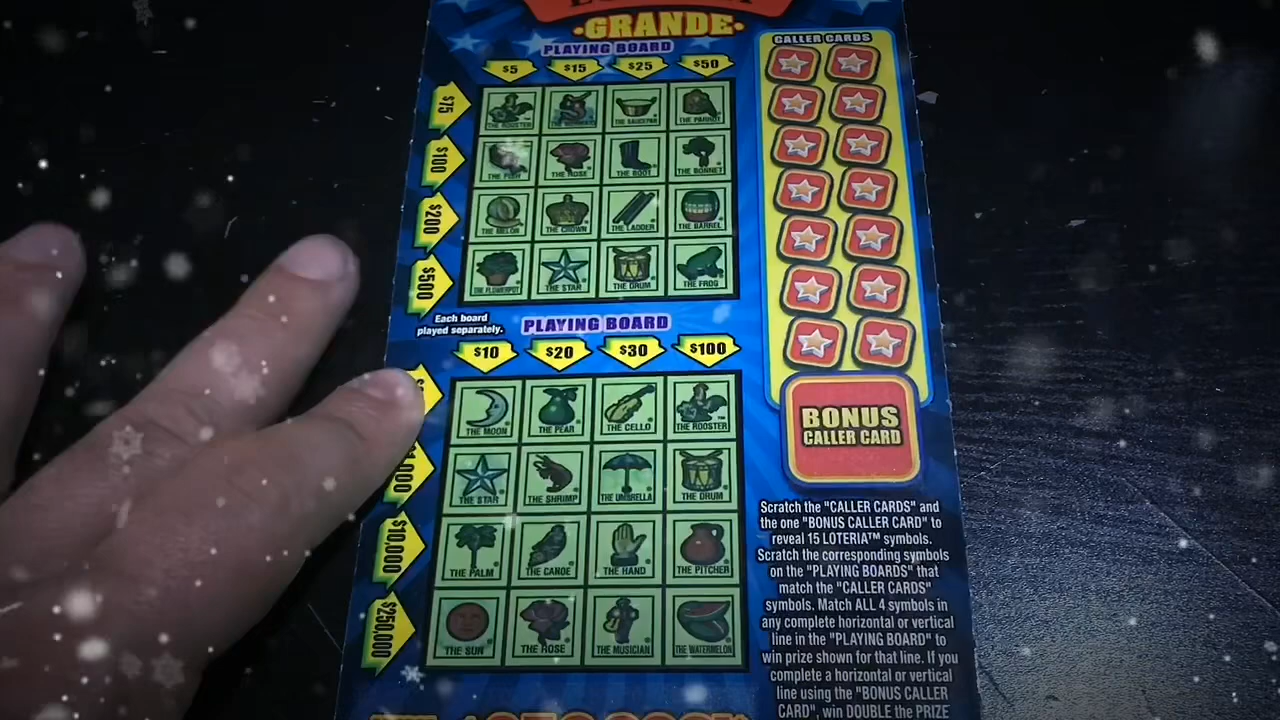 ·GRANDE·
PLAYING BOARD
$5 $15 $25 $50
$75 THE ROOSTER THE SAUCEPAN THE PARROT
$100 THE FISH THE ROSE THE BOOT THE BONNET
$200 THE MELON THE CROWN THE LADDER THE BARREL
$500 THE FLOWERPOT THE STAR THE DRUM THE FROG
Each board
played separately.
PLAYING BOARD
$10 $20 $30 $100
THE MOON THE PEAR THE CELLO THE ROOSTER™
THE STAR THE SHRIMP THE UMBRELLA THE DRUM
$10,000 THE PALM THE CANOE THE HAND THE PITCHER
$250,000 THE SUN THE ROSE THE MUSICIAN THE WATERMELON
CALLER CARDS
BONUS
CALLER CARD
Scratch the "CALLER CARDS" and
the one "BONUS CALLER CARD" to
reveal 15 LOTERIA™ symbols.
Scratch the corresponding symbols
on the "PLAYING BOARDS" that
match the "CALLER CARDS"
symbols. Match ALL 4 symbols in
any complete horizontal or vertical
line in the "PLAYING BOARD" to
win prize shown for that line. If you
complete a horizontal or vertical
line using the "BONUS CALLER
CARD", win DOUBLE the PRIZE